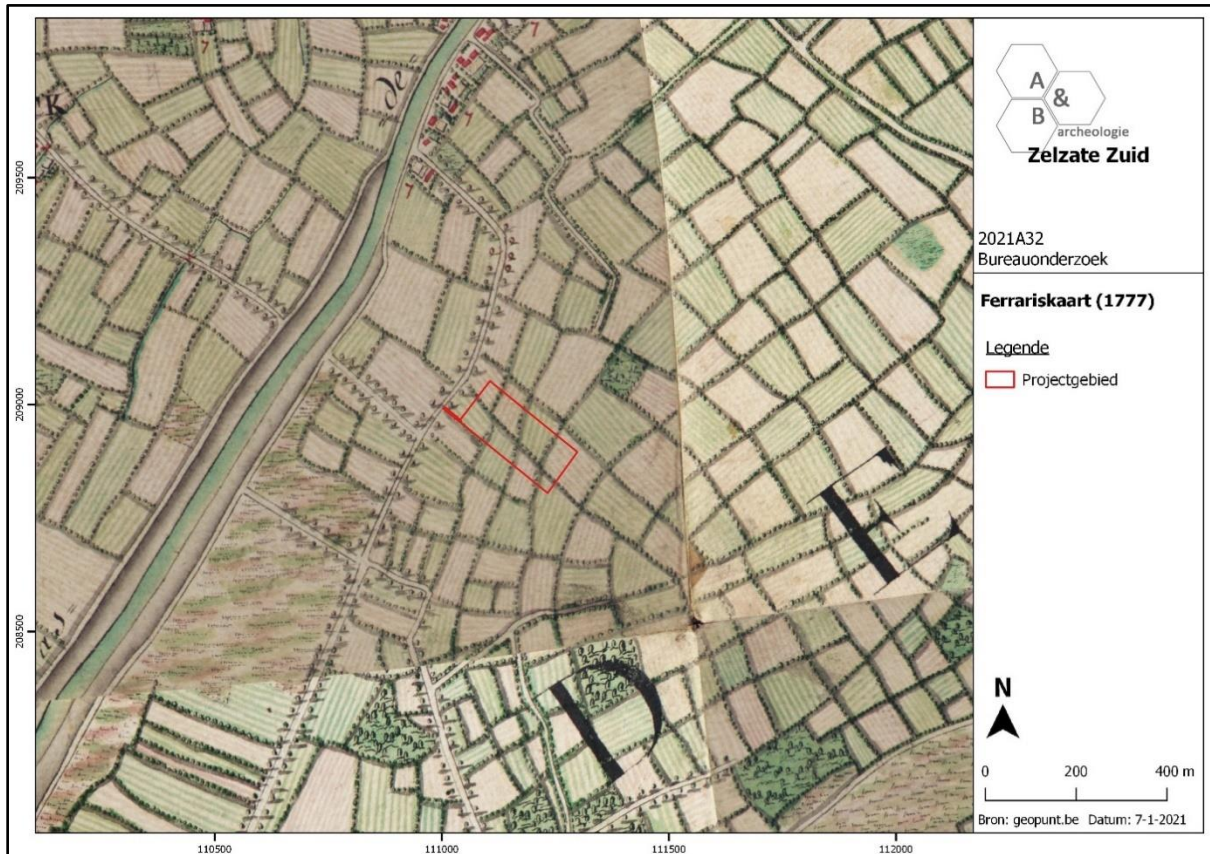 A
&
B
archeologie
Zelzate Zuid
2021A32
Bureauonderzoek
Ferrariskaart (1777)
Legende
Projectgebied
N
0 200 400 m
Bron: geopunt.be Datum: 7-1-2021
209500
209000
208500
110500 111000 111500 112000
K
de
D